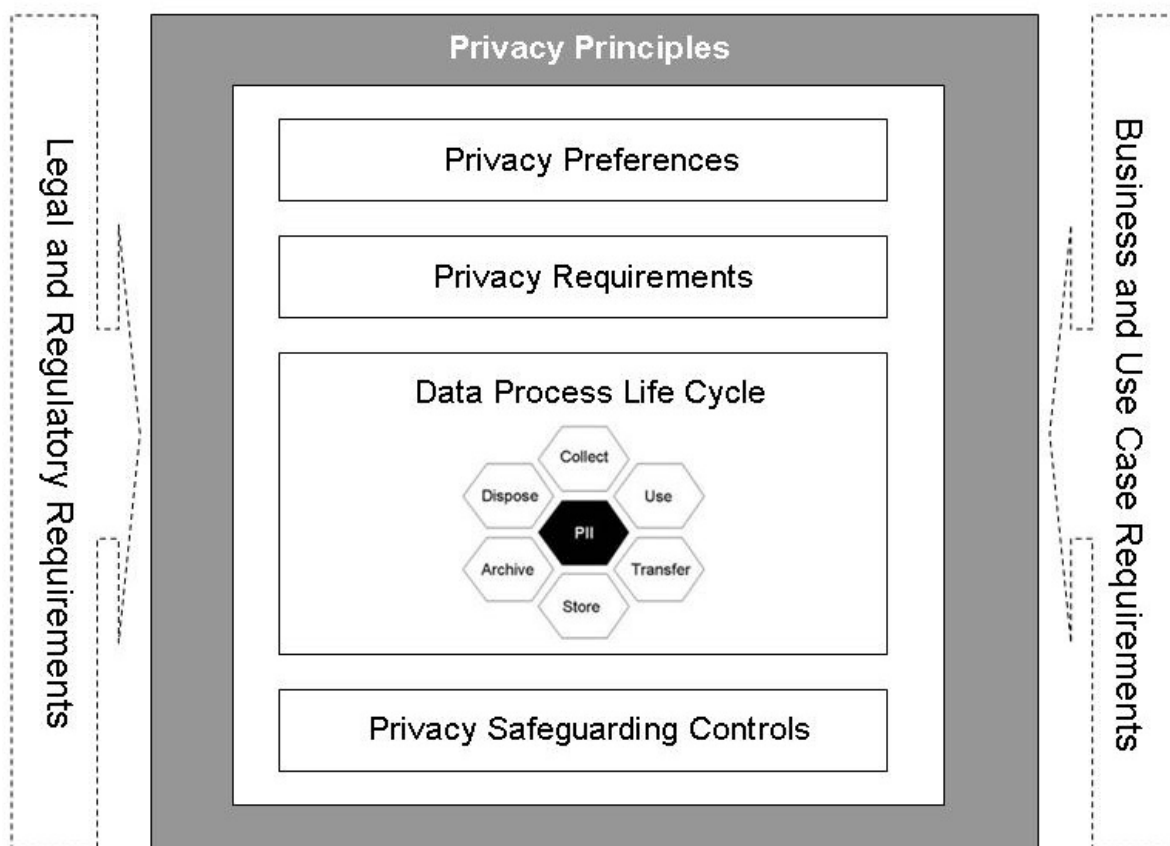 Privacy Principles
Legal and Regulatory Requirements
Privacy Preferences
Privacy Requirements
Data Process Life Cycle
Collect
Dispose
Use
PII
Archive
Transfer
Store
Privacy Safeguarding Controls
Business and Use Case Requirements